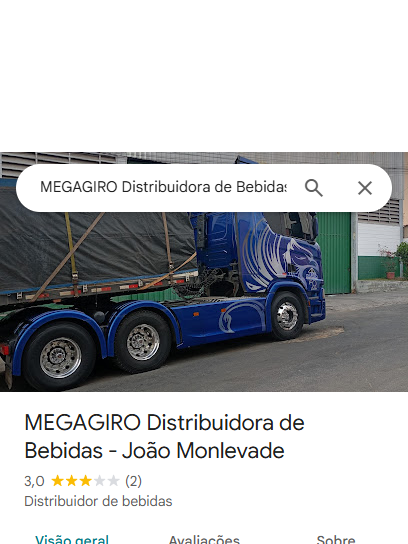 MEGAGIRO Distribuidora de Bebidas
MEGAGIRO Distribuidora de
Bebidas - João Monlevade
3,0 (2)
Distribuidor de bebidas
Visão geral Avaliações Sobre